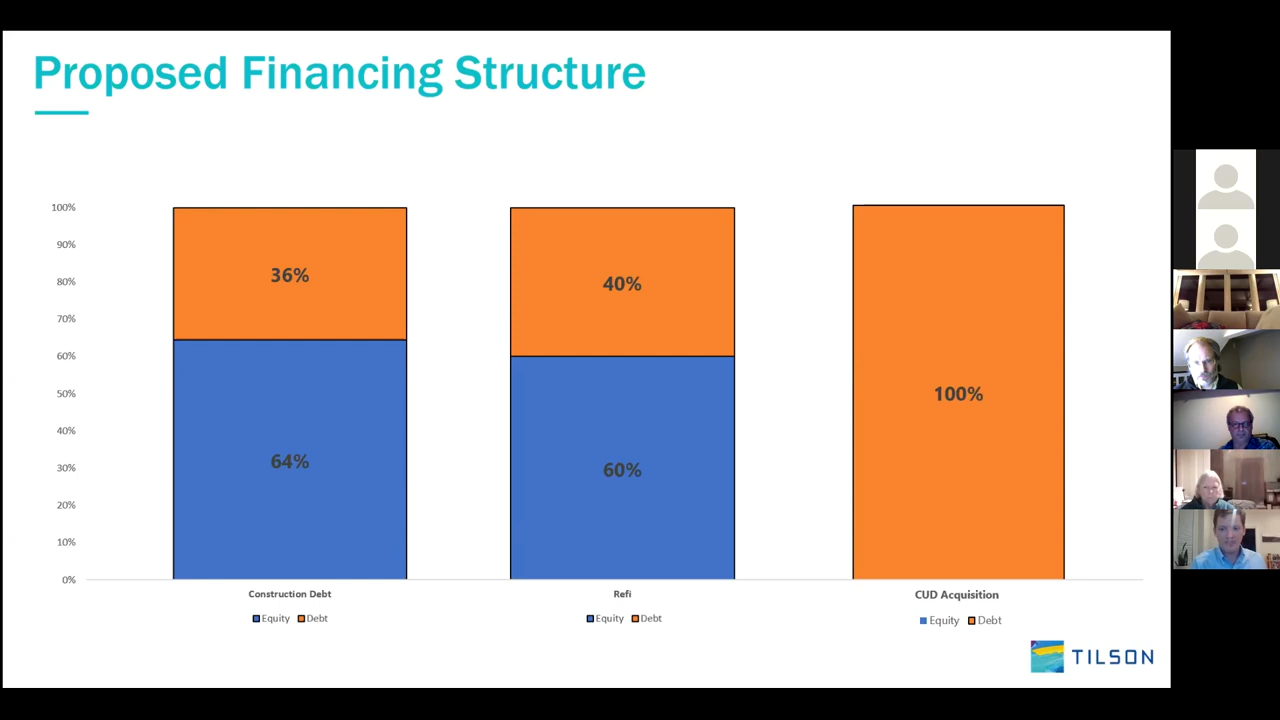 Proposed Financing Structure
100%
90%
80%
70%
60%
50%
40%
30%
20%
10%
0%
36%
64%
40%
60%
100%
Construction Debt
Refi
CUD Acquisition
Equity Debt
Equity Debt
Equity Debt
TILSON